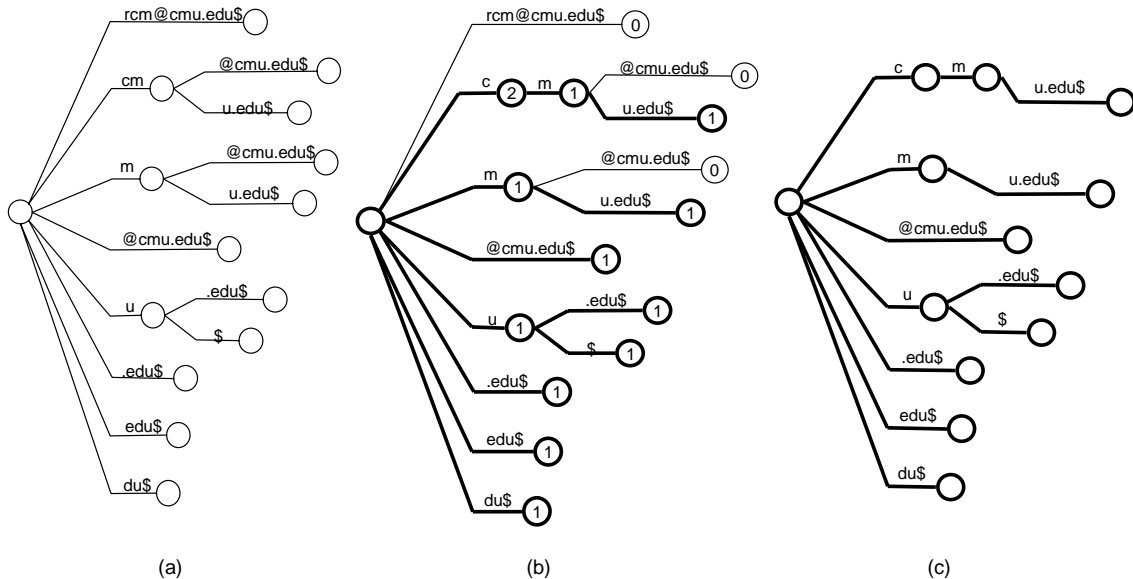 rcm@cmu.edu$
cm
@cmu.edu$
u.edu$
m
@cmu.edu$
u.edu$
@cmu.edu$
u
.edu$
$
.edu$
edu$
du$
(a)
rcm@cmu.edu$
0
c
2
m
1
@cmu.edu$
0
u.edu$
1
m
1
@cmu.edu$
0
u.edu$
1
@cmu.edu$
1
u
1
.edu$
1
$
1
.edu$
1
edu$
1
du$
1
(b)
c
m
u.edu$
m
u.edu$
@cmu.edu$
u
.edu$
$
.edu$
edu$
du$
(c)